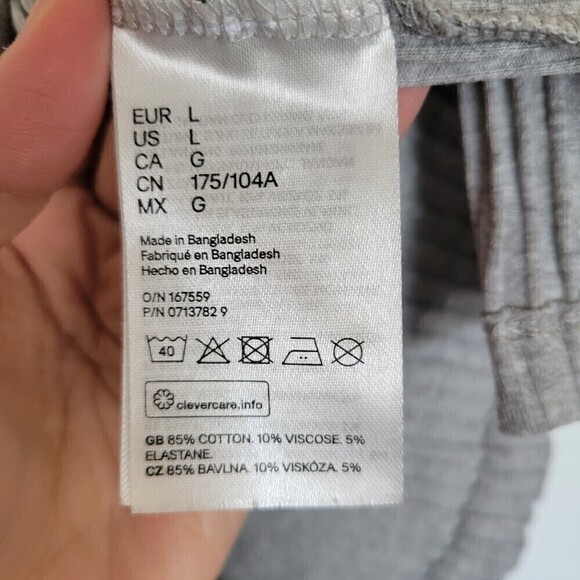 EUR L
US L
CA G
CN 175/104A
MX G
Made in Bangladesh
Fabriqué en Bangladesh
Hecho en Bangladesh
O/N 167559
P/N 0713782 9
40
clevercare.info
GB 85% COTTON. 10% VISCOSE. 5%
ELASTANE.
CZ 85% BAVLNA. 10% VISKÓZA. 5%